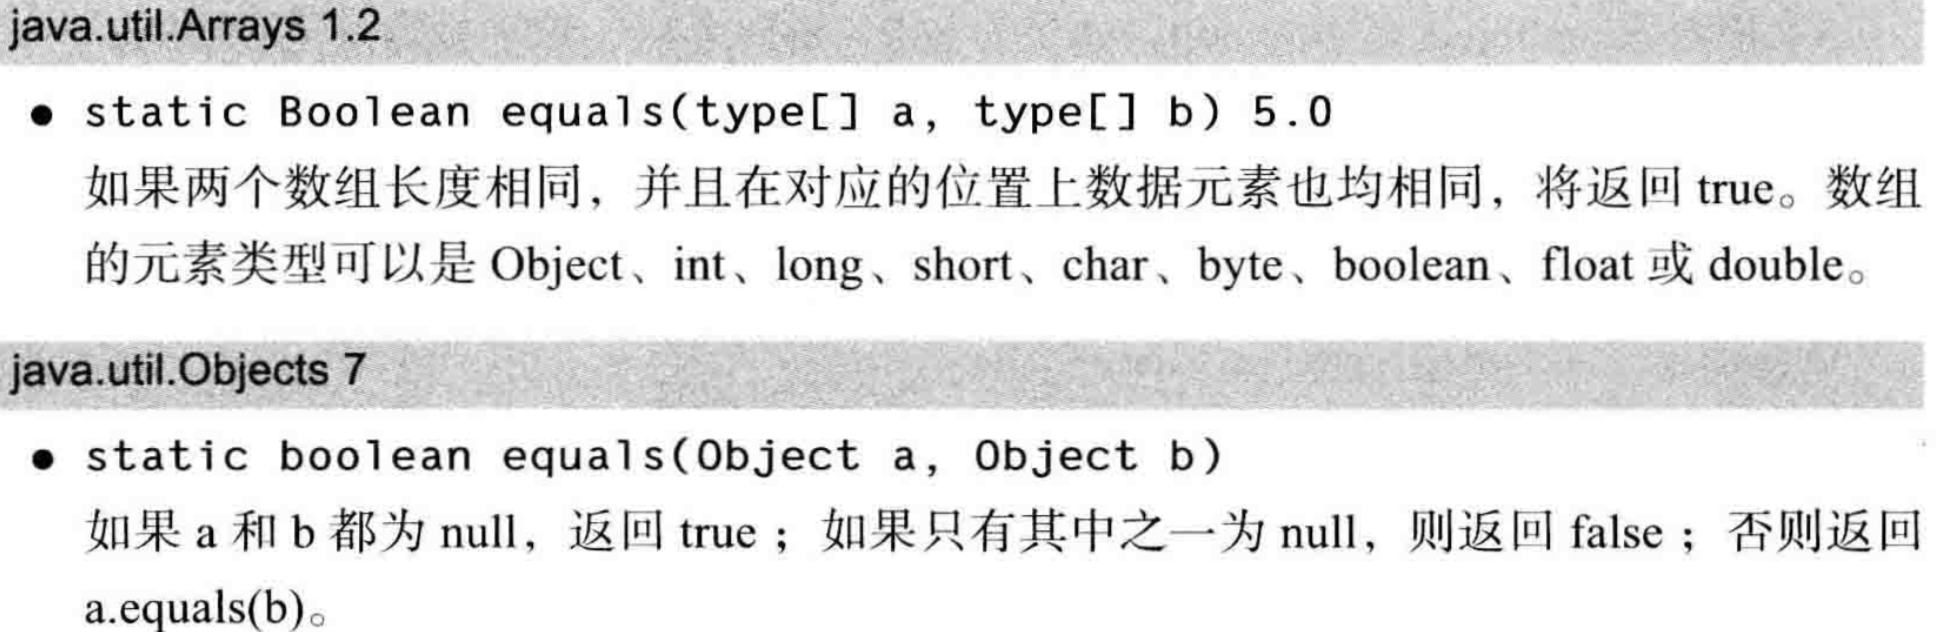 java.util.Arrays 1.2
● static Boolean equals(type[] a, type[] b) 5.0
如果两个数组长度相同，并且在对应的位置上数据元素也均相同，将返回 true。数组
的元素类型可以是 Object、int、long、short、char、byte、boolean、float 或 double。
java.util.Objects 7
● static boolean equals(Object a, Object b)
如果 a 和 b 都为 null，返回 true；如果只有其中之一为 null，则返回 false；否则返回
a.equals(b)。